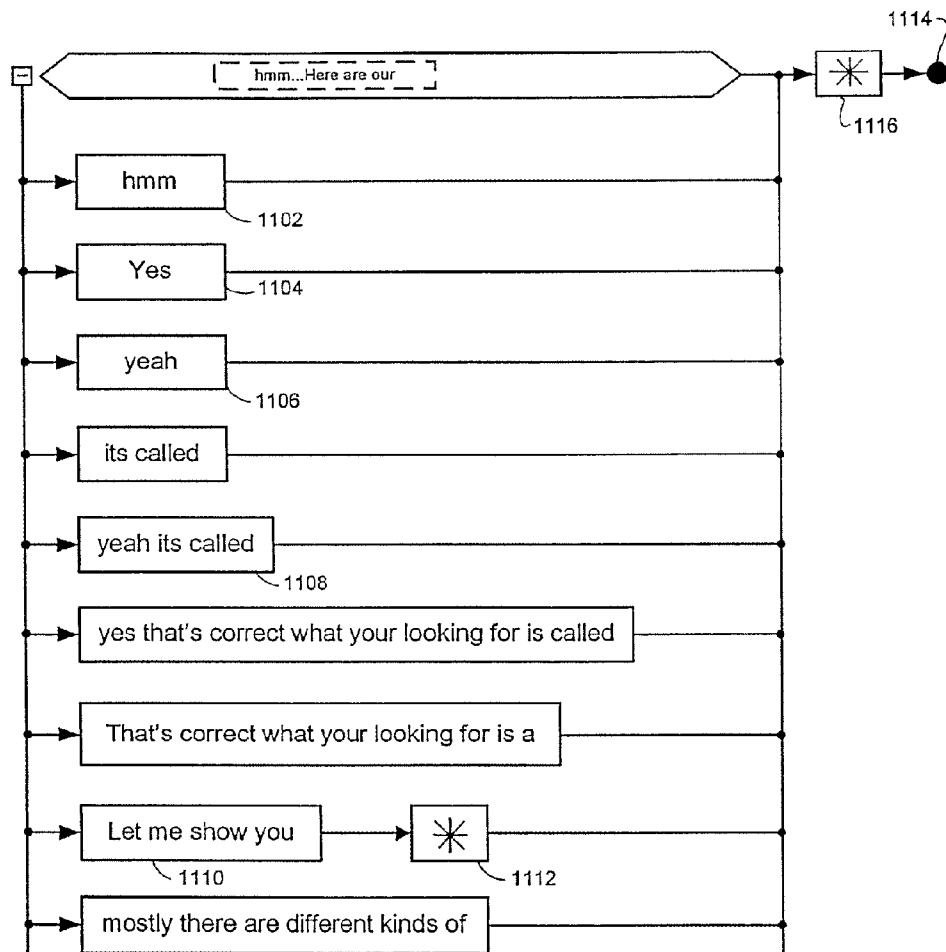 1114
hmm...Here are our
1116
hmm
1102
Yes
1104
yeah
1106
its called
yeah its called
1108
yes that's correct what your looking for is called
That's correct what your looking for is a
Let me show you
1110
1112
mostly there are different kinds of